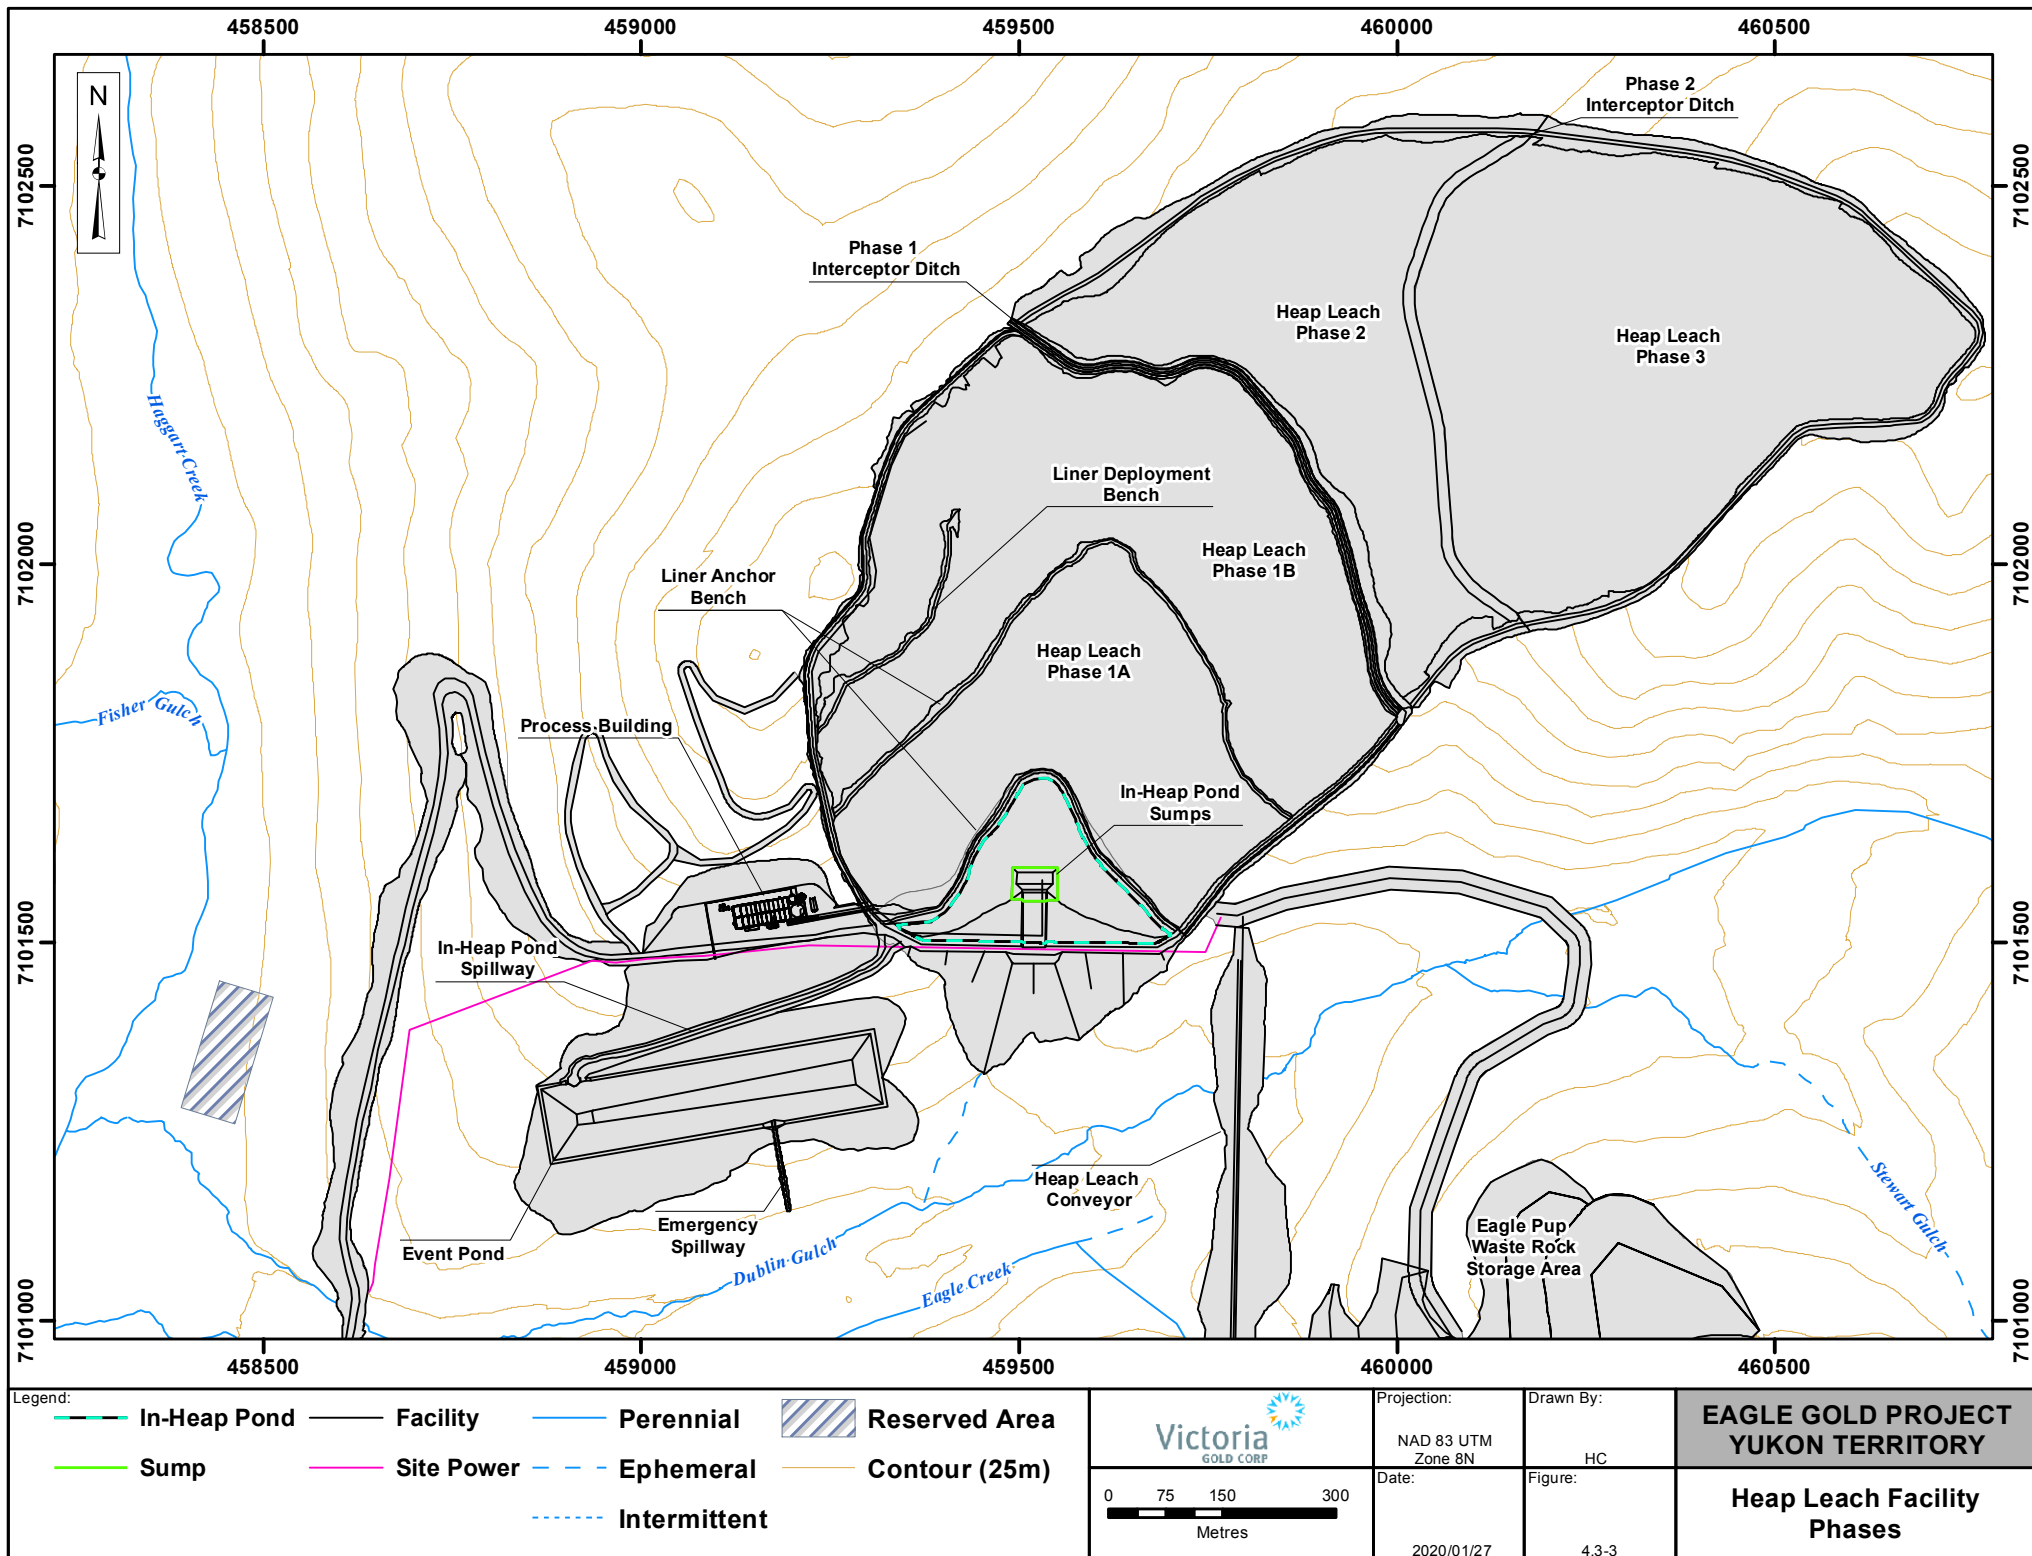 458500 459000 459500 460000 460500
N
7102500
7102000
7101500
7101000
7102500
7102000
7101500
7101000
Phase 2
Interceptor Ditch
Phase 1
Interceptor Ditch
Heap Leach
Phase 2
Heap Leach
Phase 3
Haggart Creek
Liner Deployment
Bench
Heap Leach
Phase 1B
Liner Anchor
Bench
Heap Leach
Phase 1A
Fisher Gulch
Process Building
In-Heap Pond
Sumps
In-Heap Pond
Spillway
Heap Leach
Conveyor
Stewart Gulch
Eagle Pup
Waste Rock
Storage Area
Event Pond
Emergency
Spillway
Dublin Gulch
Eagle Creek
458500 459000 459500 460000 460500
Legend:
In-Heap Pond
Facility
Perennial
Reserved Area
Sump
Site Power
Ephemeral
Contour (25m)
Intermittent
Victoria
GOLD CORP
0 75 150 300
Metres
Projection:
NAD 83 UTM
Zone 8N
Drawn By:
HC
Date:
2020/01/27
Figure:
4.3-3
EAGLE GOLD PROJECT
YUKON TERRITORY
Heap Leach Facility
Phases